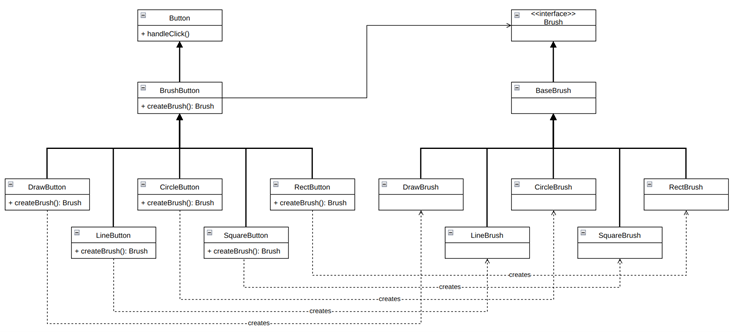 Button
+ handleClick()
<<interface>>
Brush
BrushButton
+ createBrush(): Brush
BaseBrush
DrawButton
+ createBrush(): Brush
CircleButton
+ createBrush(): Brush
RectButton
+ createBrush(): Brush
DrawBrush
CircleBrush
RectBrush
LineButton
+ createBrush(): Brush
SquareButton
+ createBrush(): Brush
LineBrush
SquareBrush
creates
creates
creates
creates
creates